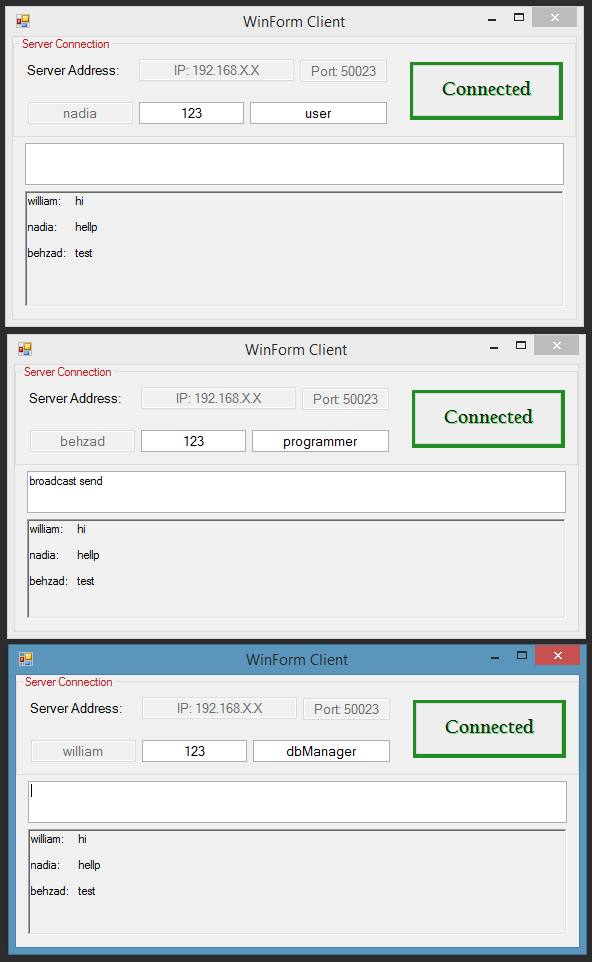 WinForm Client
Server Connection
Server Address: IP: 192.168.X.X Port: 50023
Connected
nadia 123 user
william: hi
nadia: hellp
behzad: test
WinForm Client
Server Connection
Server Address: IP: 192.168.X.X Port: 50023
Connected
behzad 123 programmer
broadcast send
william: hi
nadia: hellp
behzad: test
WinForm Client
Server Connection
Server Address: IP: 192.168.X.X Port: 50023
Connected
william 123 dbManager
william: hi
nadia: hellp
behzad: test